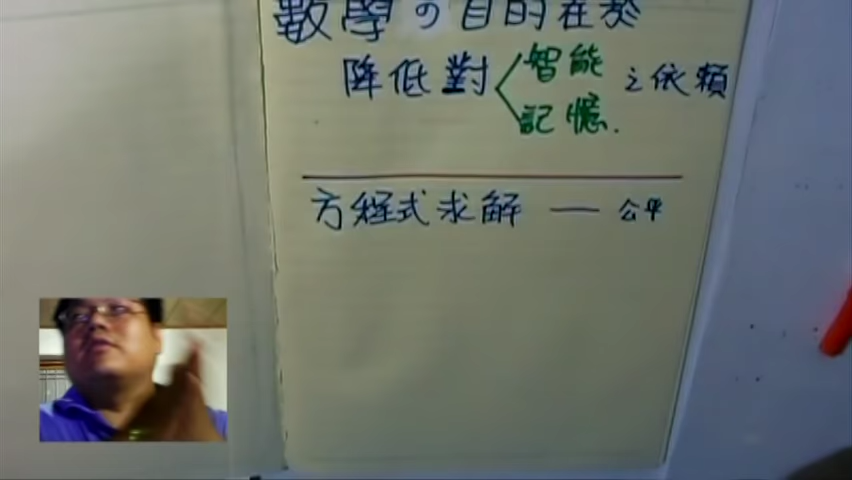 數學の目的在於
降低對
智能
之依賴
記憶.
方程式求解 — 公平